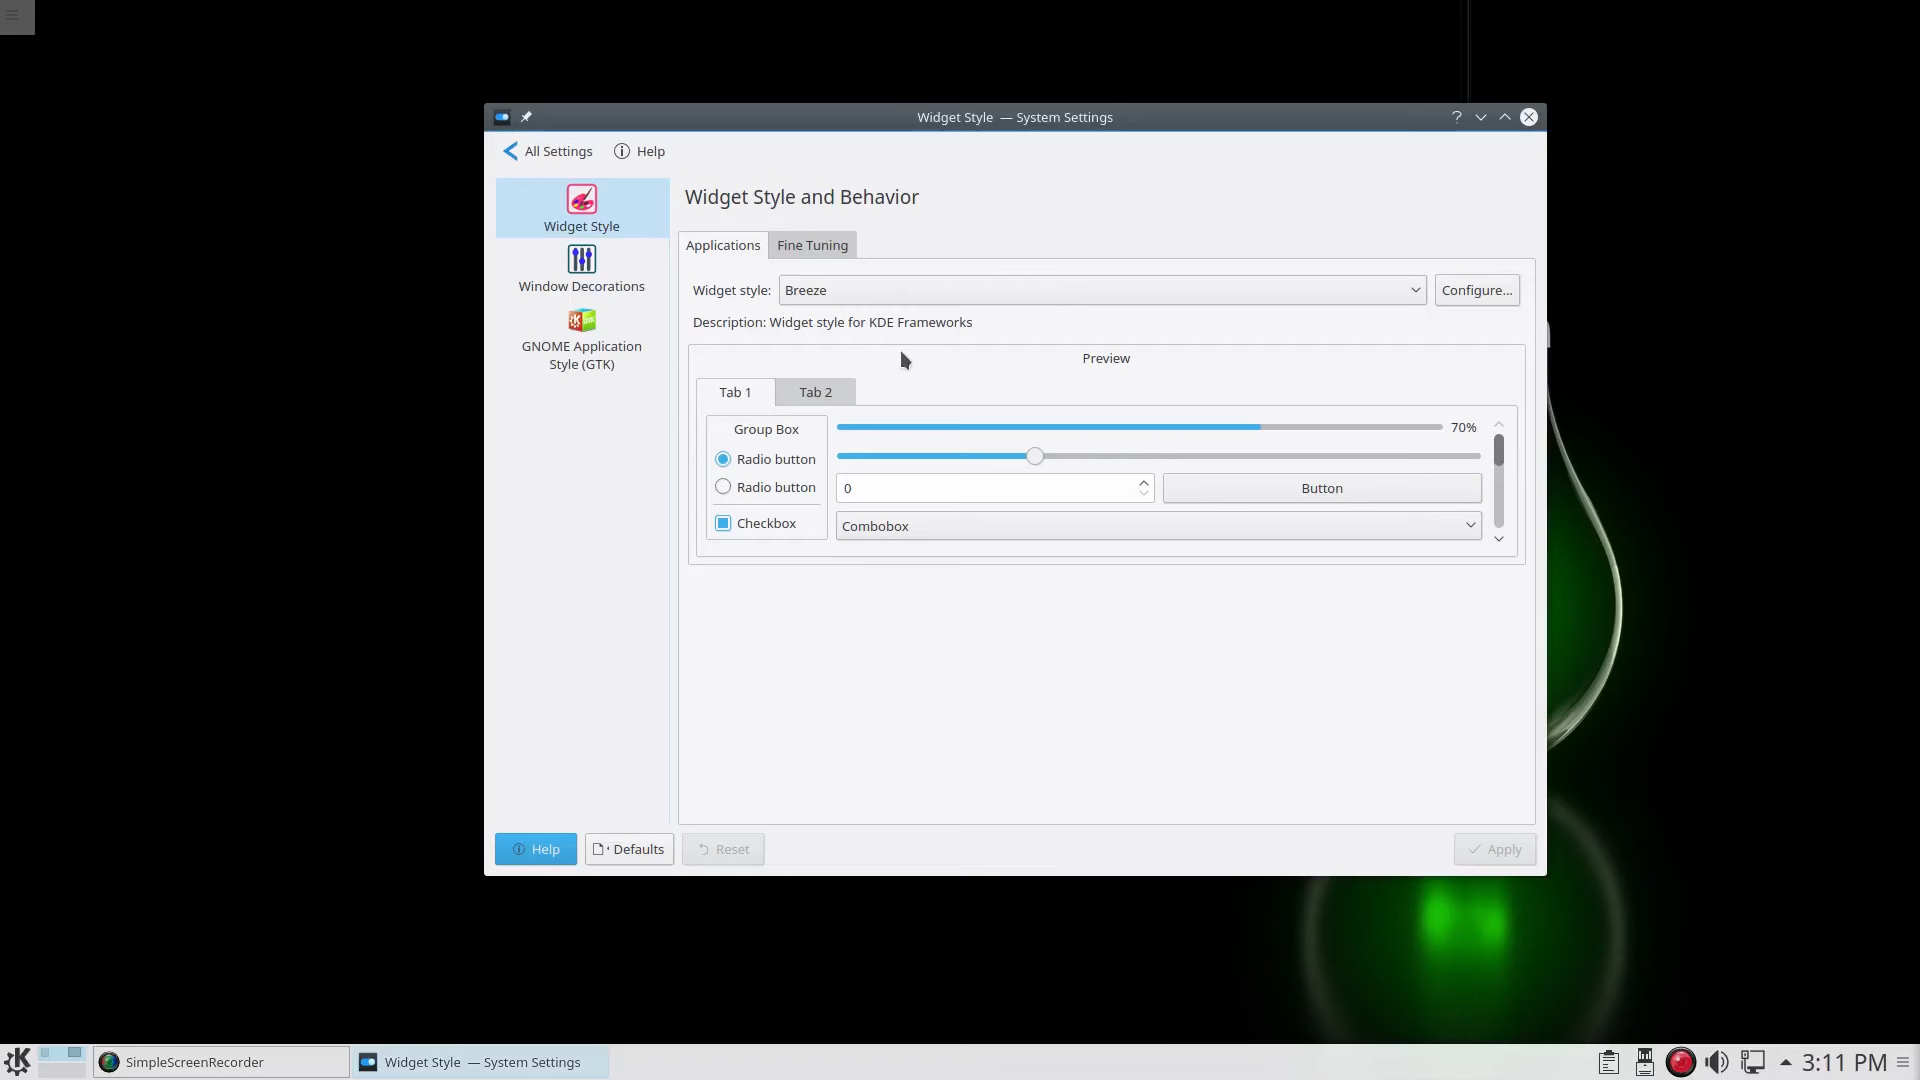 Widget Style — System Settings
All Settings
Help
Widget Style
Window Decorations
GNOME Application
Style (GTK)
Widget Style and Behavior
Applications
Fine Tuning
Widget style:
Breeze
Configure...
Description: Widget style for KDE Frameworks
Preview
Tab 1
Tab 2
Group Box
Radio button
Radio button
Checkbox
70%
0
Button
Combobox
Help
Defaults
Reset
Apply
SimpleScreenRecorder
Widget Style — System Settings
3:11 PM